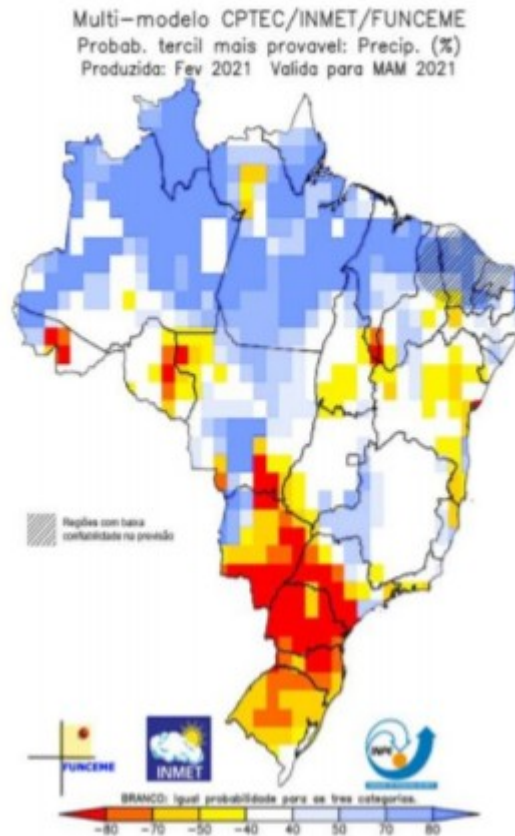 Multi-modelo CPTEC/INMET/FUNCEME
Probab. tercil mais provavel: Precip. (%)
Produzida: Fev 2021 Valida para MAM 2021
Regiões com baixa
confiabilidade na previsão
FUNCEME
INMET
INPE
BRANCO: Igual probabilidade para as tres categorias.
-80 -70 -50 -40 40 50 70 80